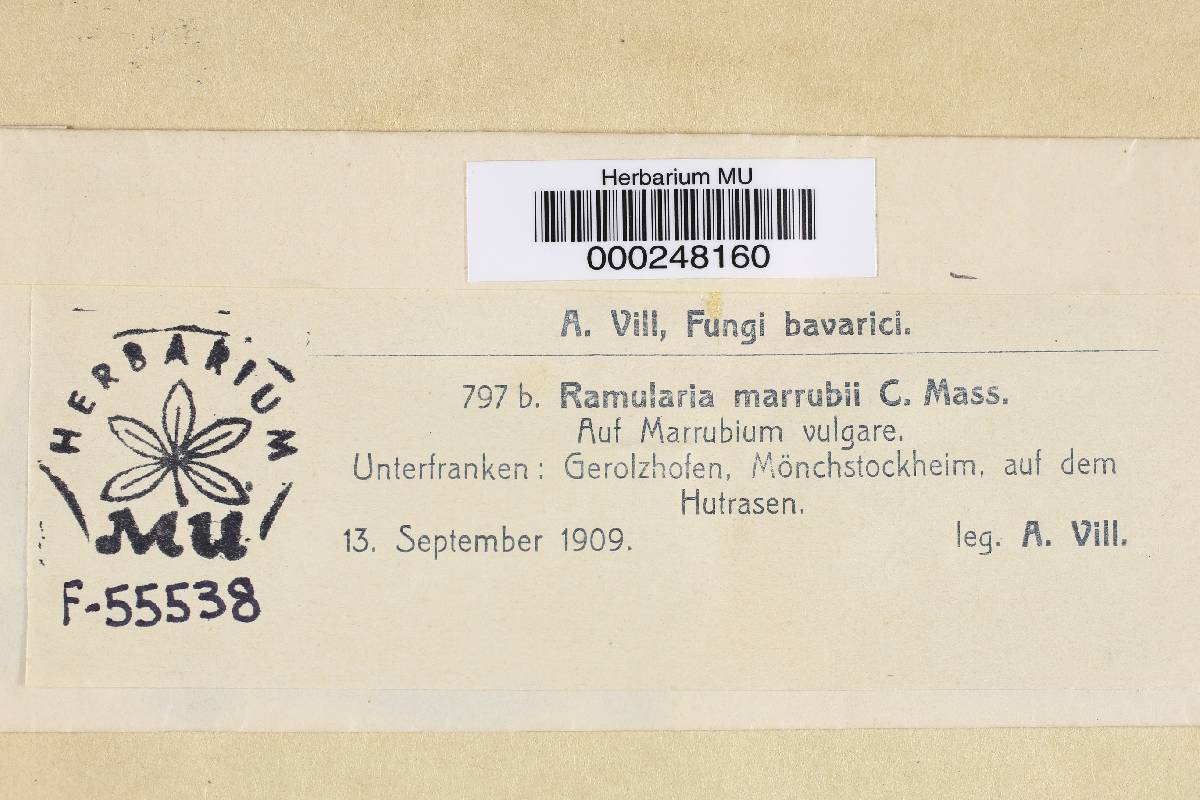 Herbarium MU
000248160
A. Vill, Fungi bavarici.
797 b. Ramularia marrubii C. Mass.
Auf Marrubium vulgare.
Unterfranken: Gerolzhofen, Mönchstockheim, auf dem
Hutrasen.
13. September 1909. leg. A. Vill.
HERBARIUM
MU
F-55538